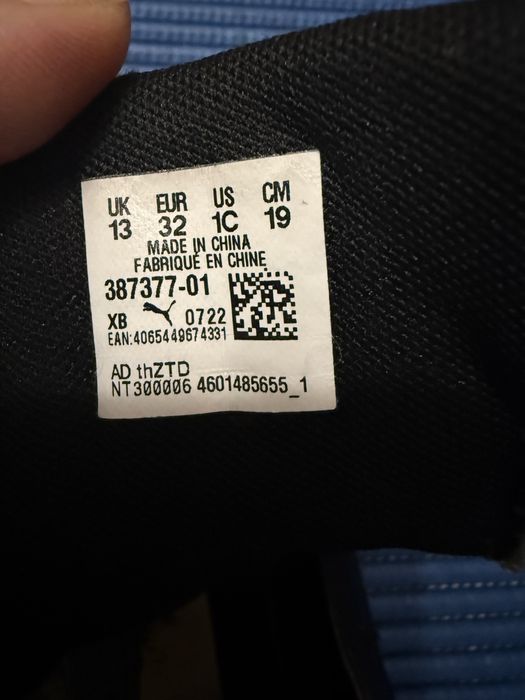 UK EUR US CM
13 32 1C 19
MADE IN CHINA
FABRIQUÉ EN CHINE
387377-01
XB 0722
EAN:4065449674331
AD thZTD
NT300006 4601485655_1